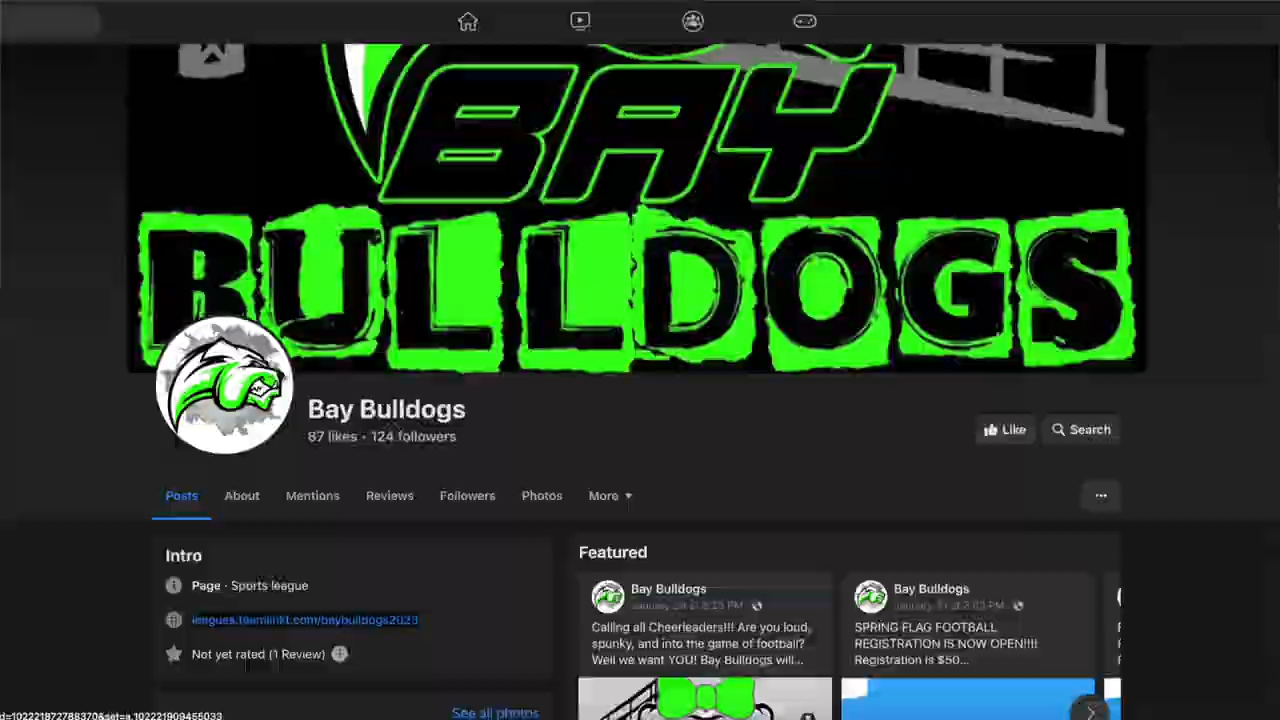 BAY
BULLDOGS
Bay Bulldogs
87 likes • 124 followers
Like
Search
Posts
About
Mentions
Reviews
Followers
Photos
More
Intro
Page · Sports league
leagues.teamlinkt.com/baybulldogs2023
Not yet rated (1 Review)
See all photos
Featured
Bay Bulldogs
Calling all Cheerleaders!!! Are you loud,
spunky, and into the game of football?
Well we want YOU! Bay Bulldogs will...
Bay Bulldogs
SPRING FLAG FOOTBALL
REGISTRATION IS NOW OPEN!!!!
Registration is $50...